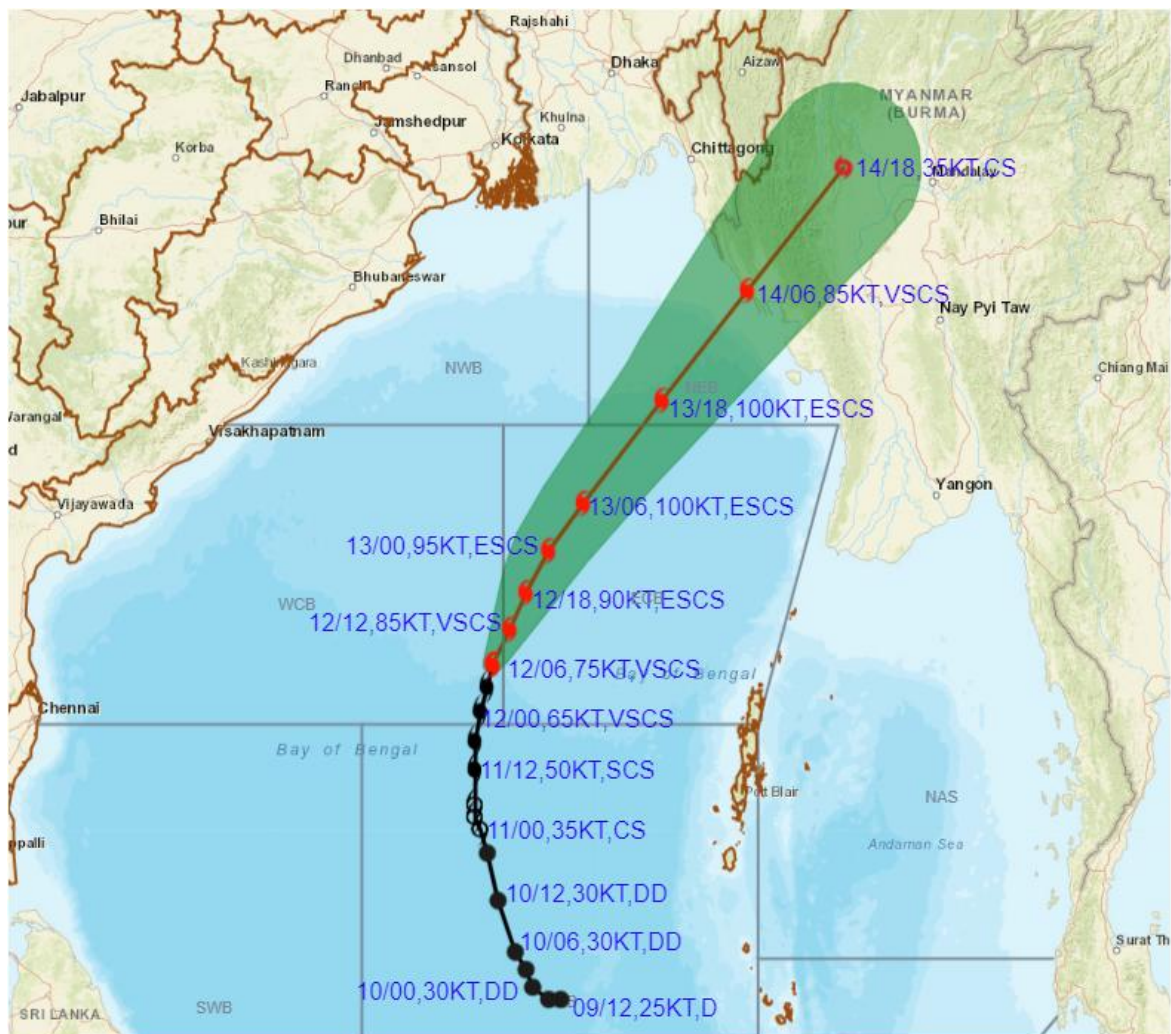 Rajshahi
Dhanbad
Asansol
Dhaka
Aizaw
Jabalpur
Ranchi
MYANMAR
(BURMA)
Jamshedpur
Khulna
Kolkata
Korba
Chittagong
14/18,35KT,CS
Mandalay
pur
Bhilai
Bhubaneswar
14/06,85KT,VSCS
Nay Pyi Taw
NWB
Chiang Mai
13/18,100KT,ESCS
Warangal
d
Visakhapatnam
Vijayawada
Yangon
13/06,100KT,ESCS
13/00,95KT,ESCS
WCB
12/18,90KT,ESCS
12/12,85KT,VSCS
12/06,75KT,VSCS
Bay of Bengal
Chennai
12/00,65KT,VSCS
Bay of Bengal
11/12,50KT,SCS
Port Blair
NAS
11/00,35KT,CS
ppalli
Andaman Sea
10/12,30KT,DD
10/06,30KT,DD
Surat Th
10/00,30KT,DD
09/12,25KT,D
SWB
SRI LANKA